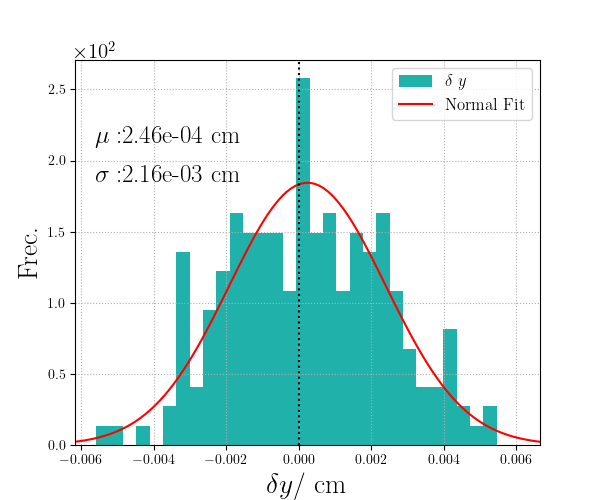 ×10²
δ y
Normal Fit
μ :2.46e-04 cm
σ :2.16e-03 cm
Frec.
2.5
2.0
1.5
1.0
0.5
0.0
−0.006 −0.004 −0.002 0.000 0.002 0.004 0.006
δy/ cm